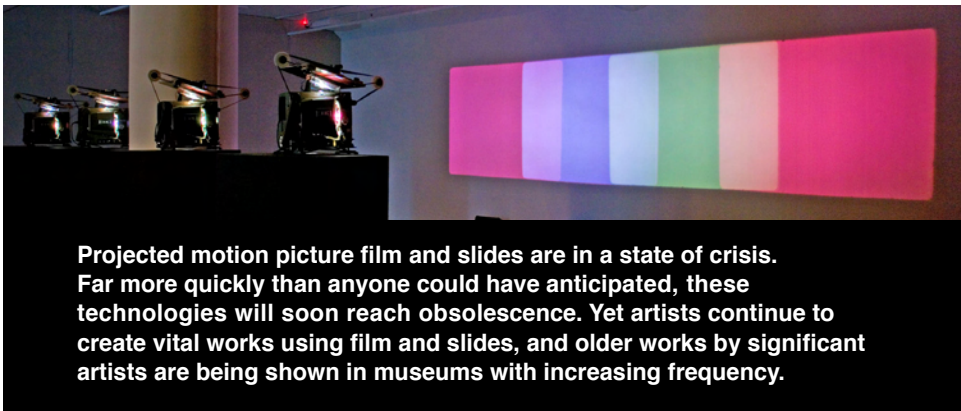 Projected motion picture film and slides are in a state of crisis.
Far more quickly than anyone could have anticipated, these
technologies will soon reach obsolescence. Yet artists continue to
create vital works using film and slides, and older works by significant
artists are being shown in museums with increasing frequency.